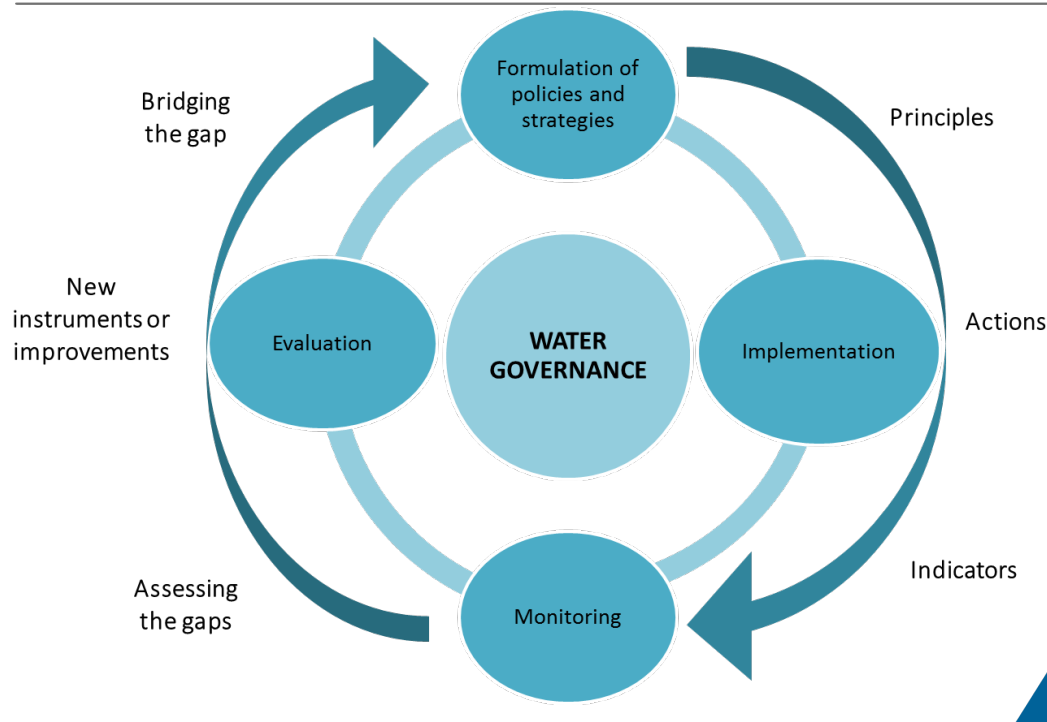 Formulation of
policies and
strategies
Bridging
the gap
Principles
New
instruments or
improvements
Evaluation
WATER
GOVERNANCE
Implementation
Actions
Assessing
the gaps
Monitoring
Indicators